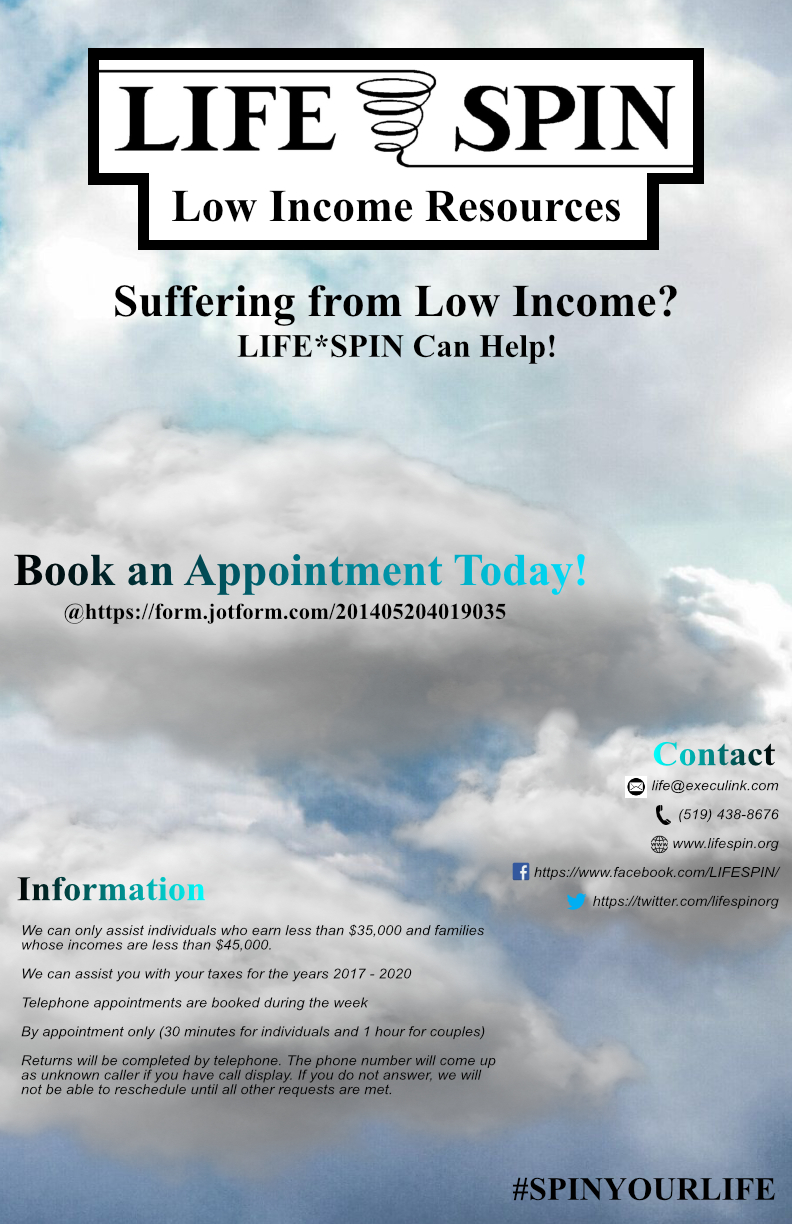 LIFE SPIN
Low Income Resources
Suffering from Low Income?
LIFE*SPIN Can Help!
Book an Appointment Today!
@https://form.jotform.com/201405204019035
Contact
life@execulink.com
(519) 438-8676
www.lifespin.org
https://www.facebook.com/LIFESPIN/
https://twitter.com/lifespinorg
Information
We can only assist individuals who earn less than $35,000 and families
whose incomes are less than $45,000.
We can assist you with your taxes for the years 2017 - 2020
Telephone appointments are booked during the week
By appointment only (30 minutes for individuals and 1 hour for couples)
Returns will be completed by telephone. The phone number will come up
as unknown caller if you have call display. If you do not answer, we will
not be able to reschedule until all other requests are met.
#SPINYOURLIFE